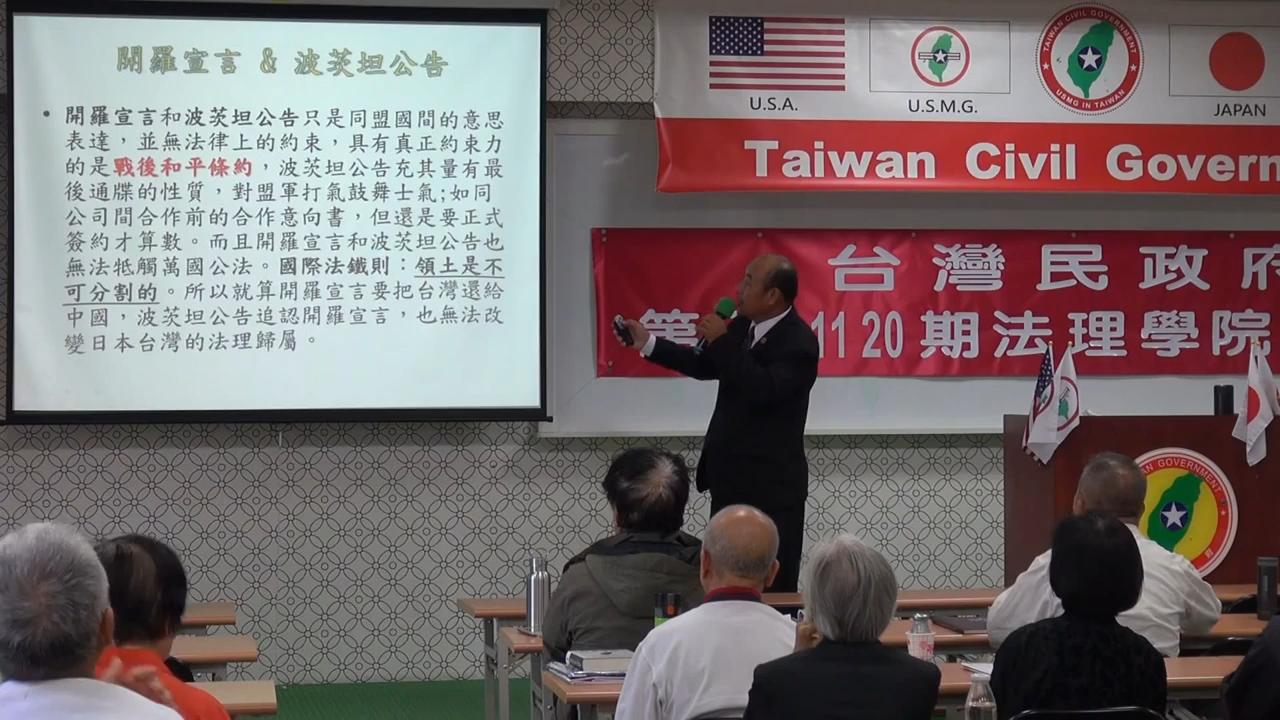 開羅宣言 & 波茨坦公告
• 開羅宣言和波茨坦公告只是同盟國間的意思
表達，並無法律上的約束，具有真正約束力
的是戰後和平條約，波茨坦公告充其量有最
後通牒的性質，對盟軍打氣鼓舞士氣;如同
公司間合作前的合作意向書，但還是要正式
簽約才算數。而且開羅宣言和波茨坦公告也
無法牴觸萬國公法。國際法鐵則：領土是不
可分割的。所以就算開羅宣言要把台灣還給
中國，波茨坦公告追認開羅宣言，也無法改
變日本台灣的法理歸屬。
U.S.A.
U.S.M.G.
TAIWAN CIVIL GOVERNMENT
USMG IN TAIWAN
JAPAN
Taiwan Civil Govern
台灣民政府
第 1120期法理學院
GOVERNMENT